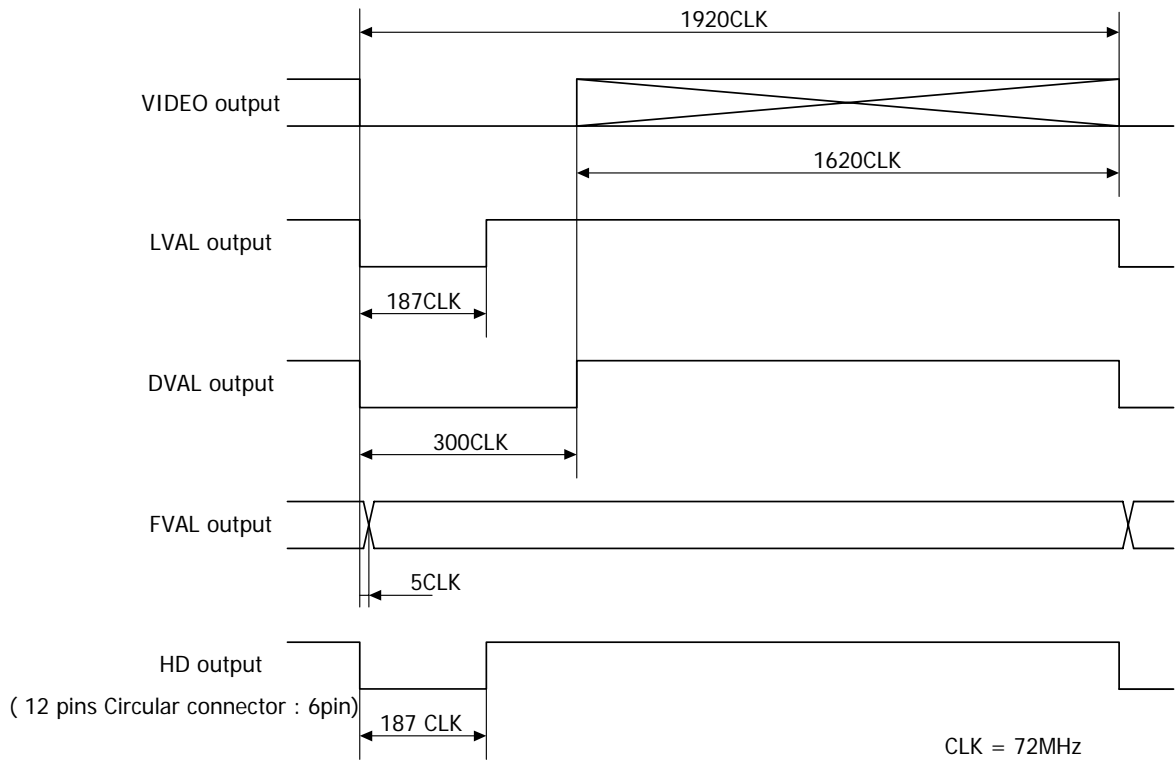 1920CLK
VIDEO output
1620CLK
LVAL output
187CLK
DVAL output
300CLK
FVAL output
5CLK
HD output
( 12 pins Circular connector : 6pin)
187 CLK
CLK = 72MHz